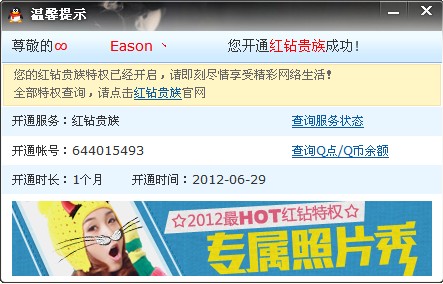 温馨提示
尊敬的∞ Eason 丶 您开通红钻贵族成功！
您的红钻贵族特权已经开启，请即刻尽情享受精彩网络生活！
全部特权查询，请点击红钻贵族官网
开通服务：红钻贵族 查询服务状态
开通帐号：644015493 查询Q点/Q币余额
开通时长：1个月 开通时间：2012-06-29
☆2012最HOT红钻特权☆
专属照片秀